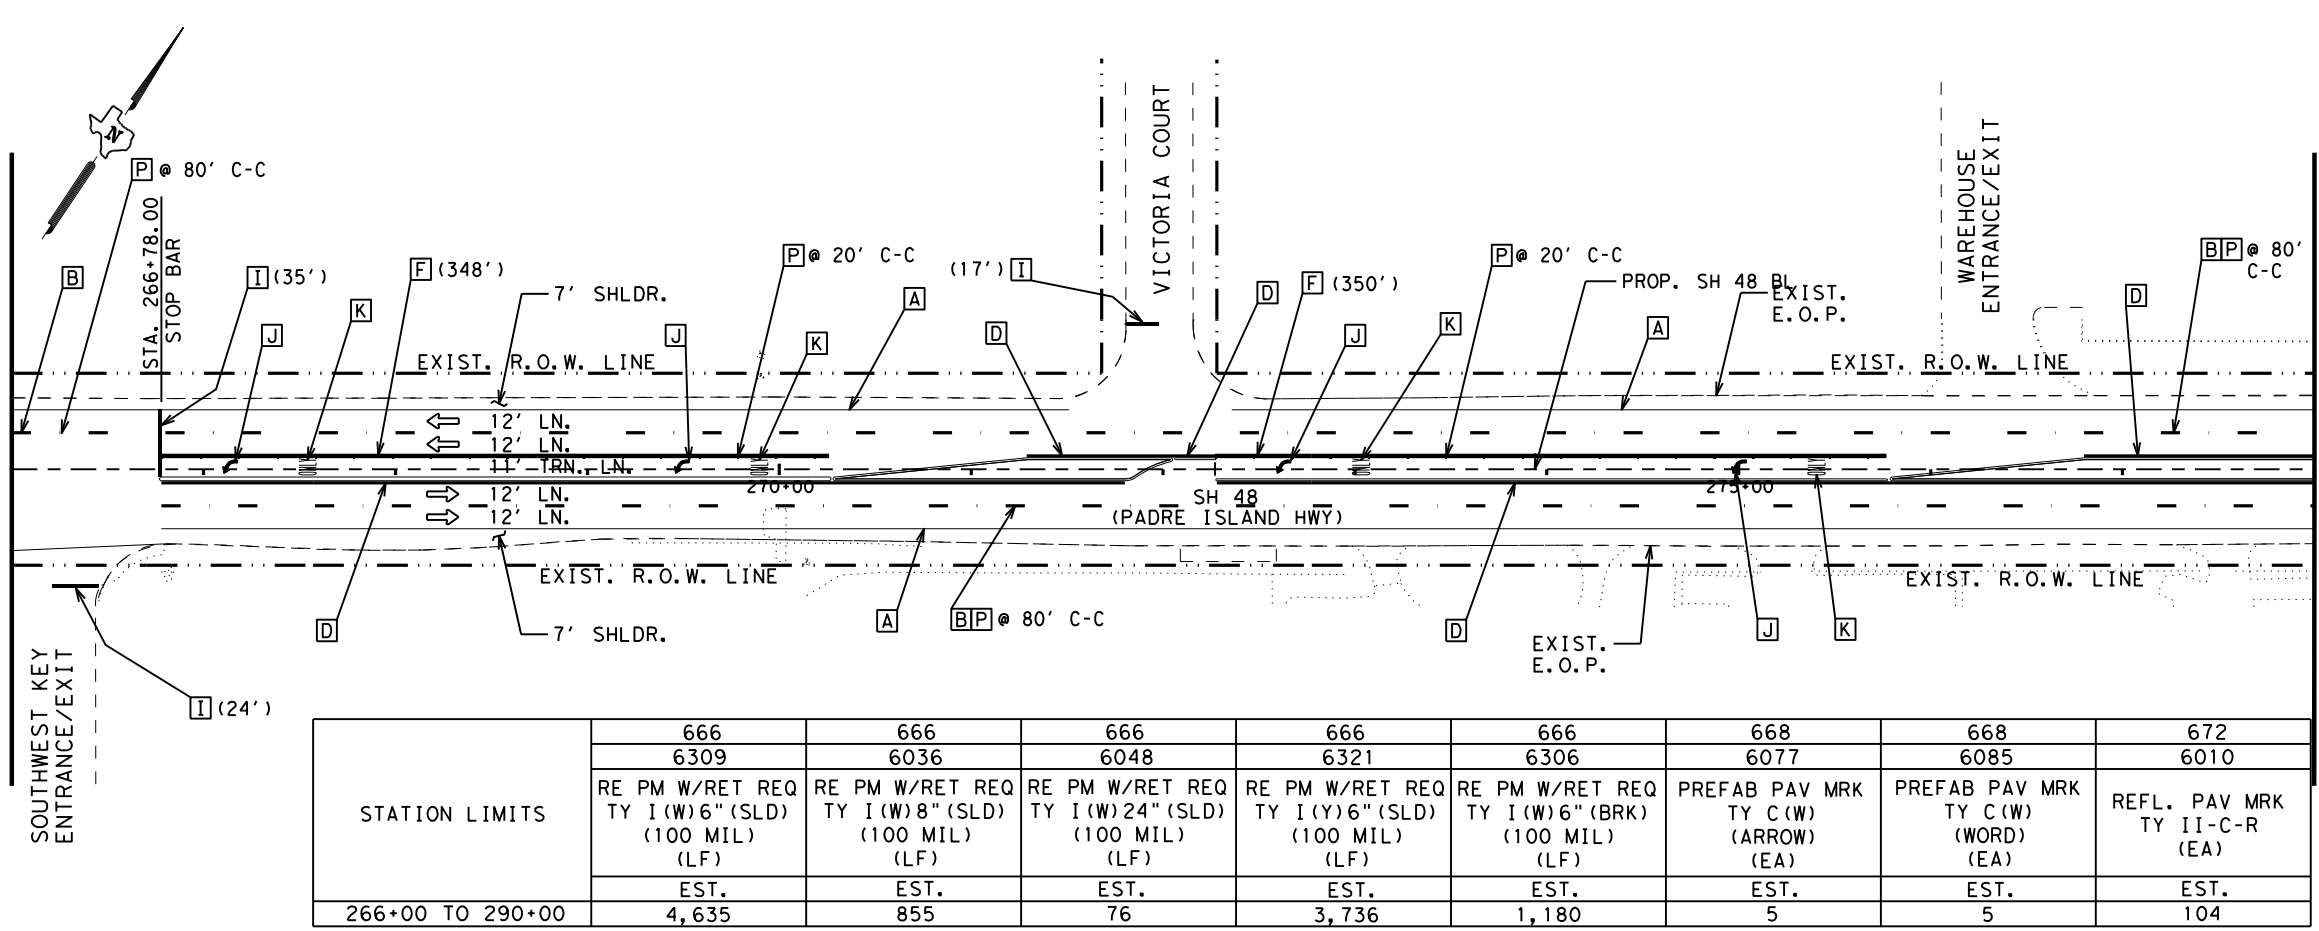 N
P @ 80' C-C
STA. 266+78.00
STOP BAR
B
I (35')
J
K
F (348')
7' SHLDR.
P @ 20' C-C
A
J
K
(17') I
D
VICTORIA COURT
D
F (350')
J
K
P @ 20' C-C
PROP. SH 48 BL
EXIST.
E.O.P.
A
WAREHOUSE
ENTRANCE/EXIT
B P @ 80'
C-C
D
EXIST. R.O.W. LINE
EXIST. R.O.W. LINE
12' LN.
12' LN.
11' TRN. LN.
12' LN.
12' LN.
270+00
275+00
SH 48
(PADRE ISLAND HWY)
EXIST. R.O.W. LINE
EXIST. R.O.W. LINE
D
7' SHLDR.
A
B P @ 80' C-C
D
EXIST.
E.O.P.
J
K
SOUTHWEST KEY
ENTRANCE/EXIT
I (24')
STATION LIMITS
666 666 666 666 666 668 668 672
6309 6036 6048 6321 6306 6077 6085 6010
RE PM W/RET REQ
TY I(W)6"(SLD)
(100 MIL)
(LF)
RE PM W/RET REQ
TY I(W)8"(SLD)
(100 MIL)
(LF)
RE PM W/RET REQ
TY I(W)24"(SLD)
(100 MIL)
(LF)
RE PM W/RET REQ
TY I(Y)6"(SLD)
(100 MIL)
(LF)
RE PM W/RET REQ
TY I(W)6"(BRK)
(100 MIL)
(LF)
PREFAB PAV MRK
TY C(W)
(ARROW)
(EA)
PREFAB PAV MRK
TY C(W)
(WORD)
(EA)
REFL. PAV MRK
TY II-C-R
(EA)
EST. EST. EST. EST. EST. EST. EST. EST.
266+00 TO 290+00 4,635 855 76 3,736 1,180 5 5 104